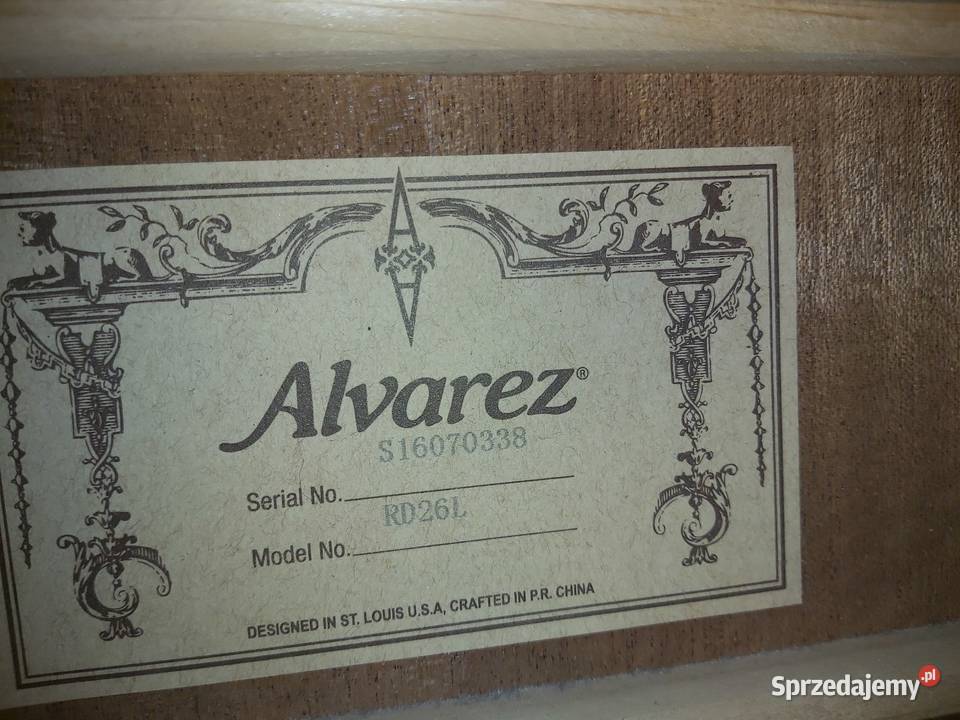 Alvarez®
S16070338
Serial No.
RD26L
Model No.
DESIGNED IN ST. LOUIS U.S.A, CRAFTED IN P.R. CHINA
Sprzedajemy.pl